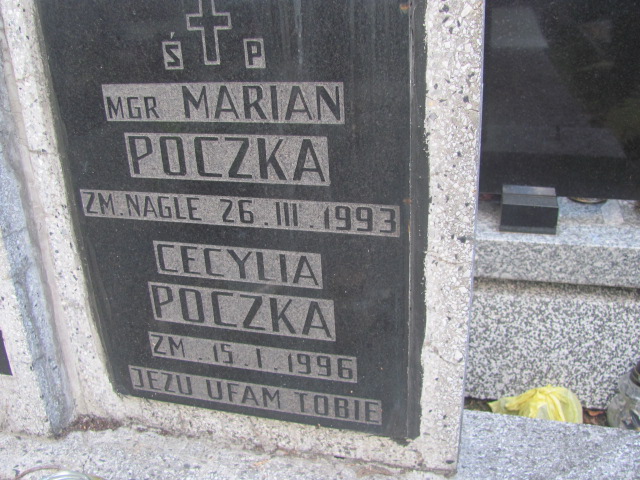 Ś P
MGR MARIAN
POCZKA
ZM. NAGLE 26.III.1993
CECYLIA
POCZKA
ZM. 15.I.1996
JEZU UFAM TOBIE